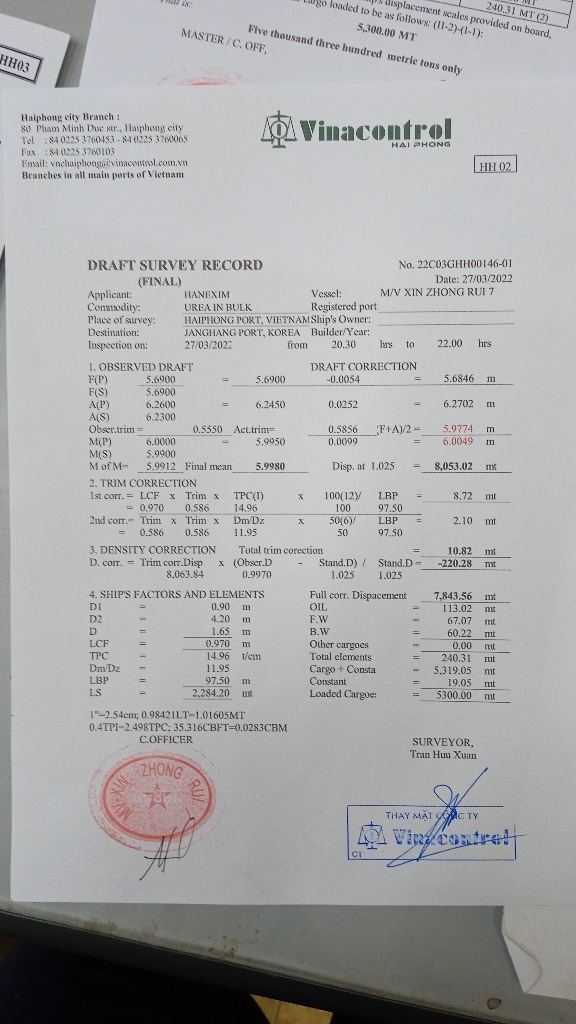 240.31 MT (2)
cargo loaded to be as follows: (II-2)-(I-1):
displacement scales provided on board,
5,300.00 MT
Five thousand three hundred metric tons only
MASTER / C. OFF,
HH03
Haiphong city Branch :
80 Pham Minh Duc str., Haiphong city
Tel : 84 0225 3760453 - 84 0225 3760065
Fax : 84 0225 3760103
Email: vnchaiphong@vinacontrol.com.vn
Branches in all main ports of Vietnam
Vinacontrol
HAI PHONG
HH 02
DRAFT SURVEY RECORD No. 22C03GHH00146-01
(FINAL) Date: 27/03/2022
Applicant: HANEXIM Vessel: M/V XIN ZHONG RUI 7
Commodity: UREA IN BULK Registered port:
Place of survey: HAIPHONG PORT, VIETNAM Ship's Owner:
Destination: JANGHANG PORT, KOREA Builder/Year:
Inspection on: 27/03/2022 from 20.30 hrs to 22.00 hrs
1. OBSERVED DRAFT DRAFT CORRECTION
F(P) 5.6900 = 5.6900 -0.0054 = 5.6846 m
F(S) 5.6900
A(P) 6.2600 = 6.2450 0.0252 = 6.2702 m
A(S) 6.2300
Obser.trim = 0.5550 Act.trim= 0.5856 (F+A)/2 = 5.9774 m
M(P) 6.0000 = 5.9950 0.0099 = 6.0049 m
M(S) 5.9900
M of M= 5.9912 Final mean 5.9980 Disp. at 1.025 = 8,053.02 mt
2. TRIM CORRECTION
1st corr. = LCF x Trim x TPC(I) x 100(12)/ LBP = 8.72 mt
= 0.970 0.586 14.96 100 97.50
2nd corr.= Trim x Trim x Dm/Dz x 50(6)/ LBP = 2.10 mt
= 0.586 0.586 11.95 50 97.50
3. DENSITY CORRECTION Total trim corection = 10.82 mt
D. corr. = Trim corr.Disp x (Obser.D - Stand.D) / Stand.D = -220.28 mt
8,063.84 0.9970 1.025 1.025
4. SHIP'S FACTORS AND ELEMENTS Full corr. Dispacement 7,843.56 mt
D1 = 0.90 m OIL = 113.02 mt
D2 = 4.20 m F.W = 67.07 mt
D = 1.65 m B.W = 60.22 mt
LCF = 0.970 m Other cargoes = 0.00 mt
TPC = 14.96 t/cm Total elements = 240.31 mt
Dm/Dz = 11.95 Cargo + Consta = 5,319.05 mt
LBP = 97.50 m Constant = 19.05 mt
LS = 2,284.20 mt Loaded Cargoe: = 5300.00 mt
1"=2.54cm; 0.98421LT=1.01605MT
0.4TPI=2.498TPC; 35.316CBFT=0.0283CBM
C.OFFICER SURVEYOR,
Tran Huu Xuan
MV XIN ZHONG RUI
THAY MẶT CÔNG TY
Vinacontrol
C1